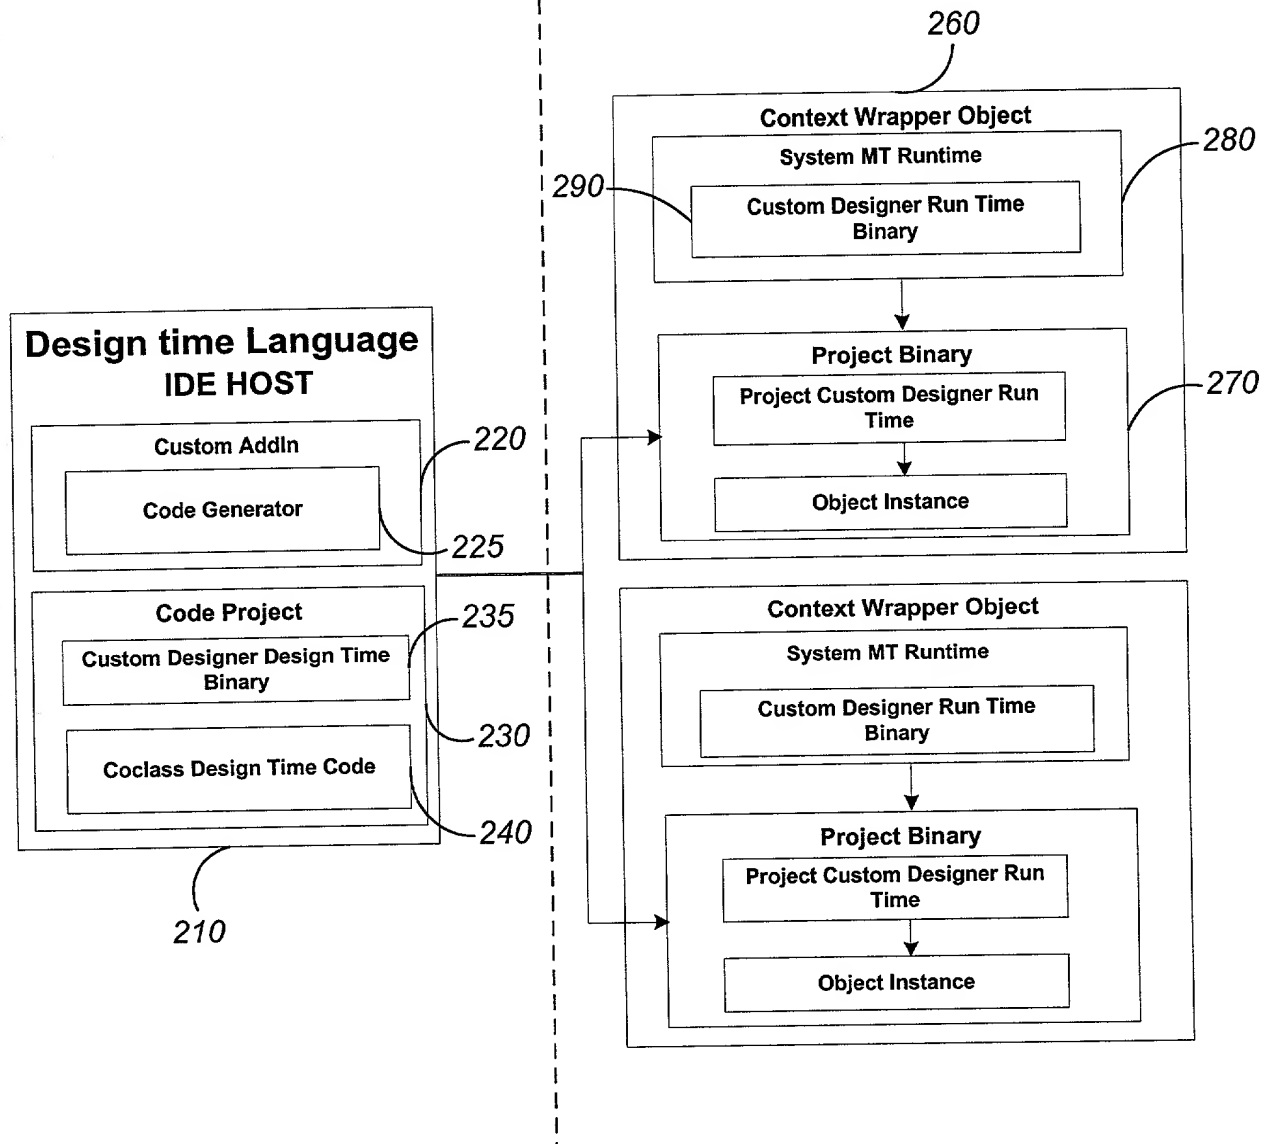 260
Context Wrapper Object
System MT Runtime
280
290
Custom Designer Run Time
Binary
Design time Language
IDE HOST
Custom AddIn
220
Code Generator
225
Code Project
235
Custom Designer Design Time
Binary
230
Coclass Design Time Code
240
210
Project Binary
270
Project Custom Designer Run
Time
Object Instance
Context Wrapper Object
System MT Runtime
Custom Designer Run Time
Binary
Project Binary
Project Custom Designer Run
Time
Object Instance